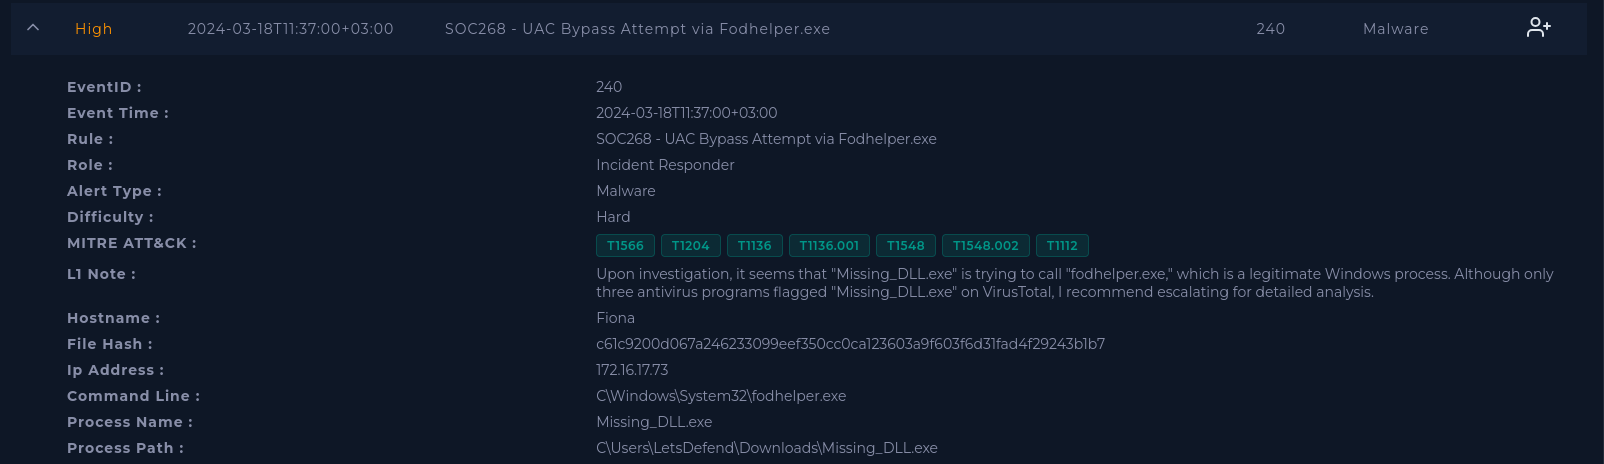 High 2024-03-18T11:37:00+03:00 SOC268 - UAC Bypass Attempt via Fodhelper.exe 240 Malware
EventID : 240
Event Time : 2024-03-18T11:37:00+03:00
Rule : SOC268 - UAC Bypass Attempt via Fodhelper.exe
Role : Incident Responder
Alert Type : Malware
Difficulty : Hard
MITRE ATT&CK : T1566 T1204 T1136 T1136.001 T1548 T1548.002 T1112
L1 Note : Upon investigation, it seems that "Missing_DLL.exe" is trying to call "fodhelper.exe," which is a legitimate Windows process. Although only
three antivirus programs flagged "Missing_DLL.exe" on VirusTotal, I recommend escalating for detailed analysis.
Hostname : Fiona
File Hash : c61c9200d067a246233099eef350cc0ca123603a9f603f6d31fad4f29243b1b7
Ip Address : 172.16.17.73
Command Line : C\Windows\System32\fodhelper.exe
Process Name : Missing_DLL.exe
Process Path : C\Users\LetsDefend\Downloads\Missing_DLL.exe